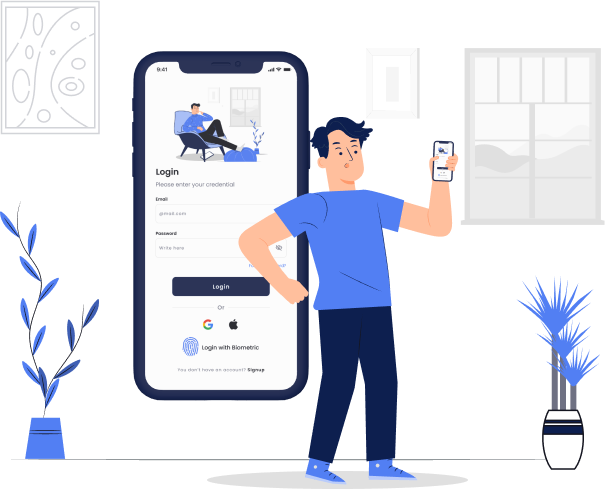 9:41
Login
Please enter your credential
Email
@mail.com
Password
Write here
Login
Or
Login with Biometric
You don't have an account? Signup